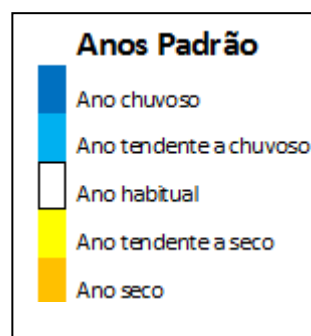 Anos Padrão
Ano chuvoso
Ano tendente a chuvoso
Ano habitual
Ano tendente a seco
Ano seco